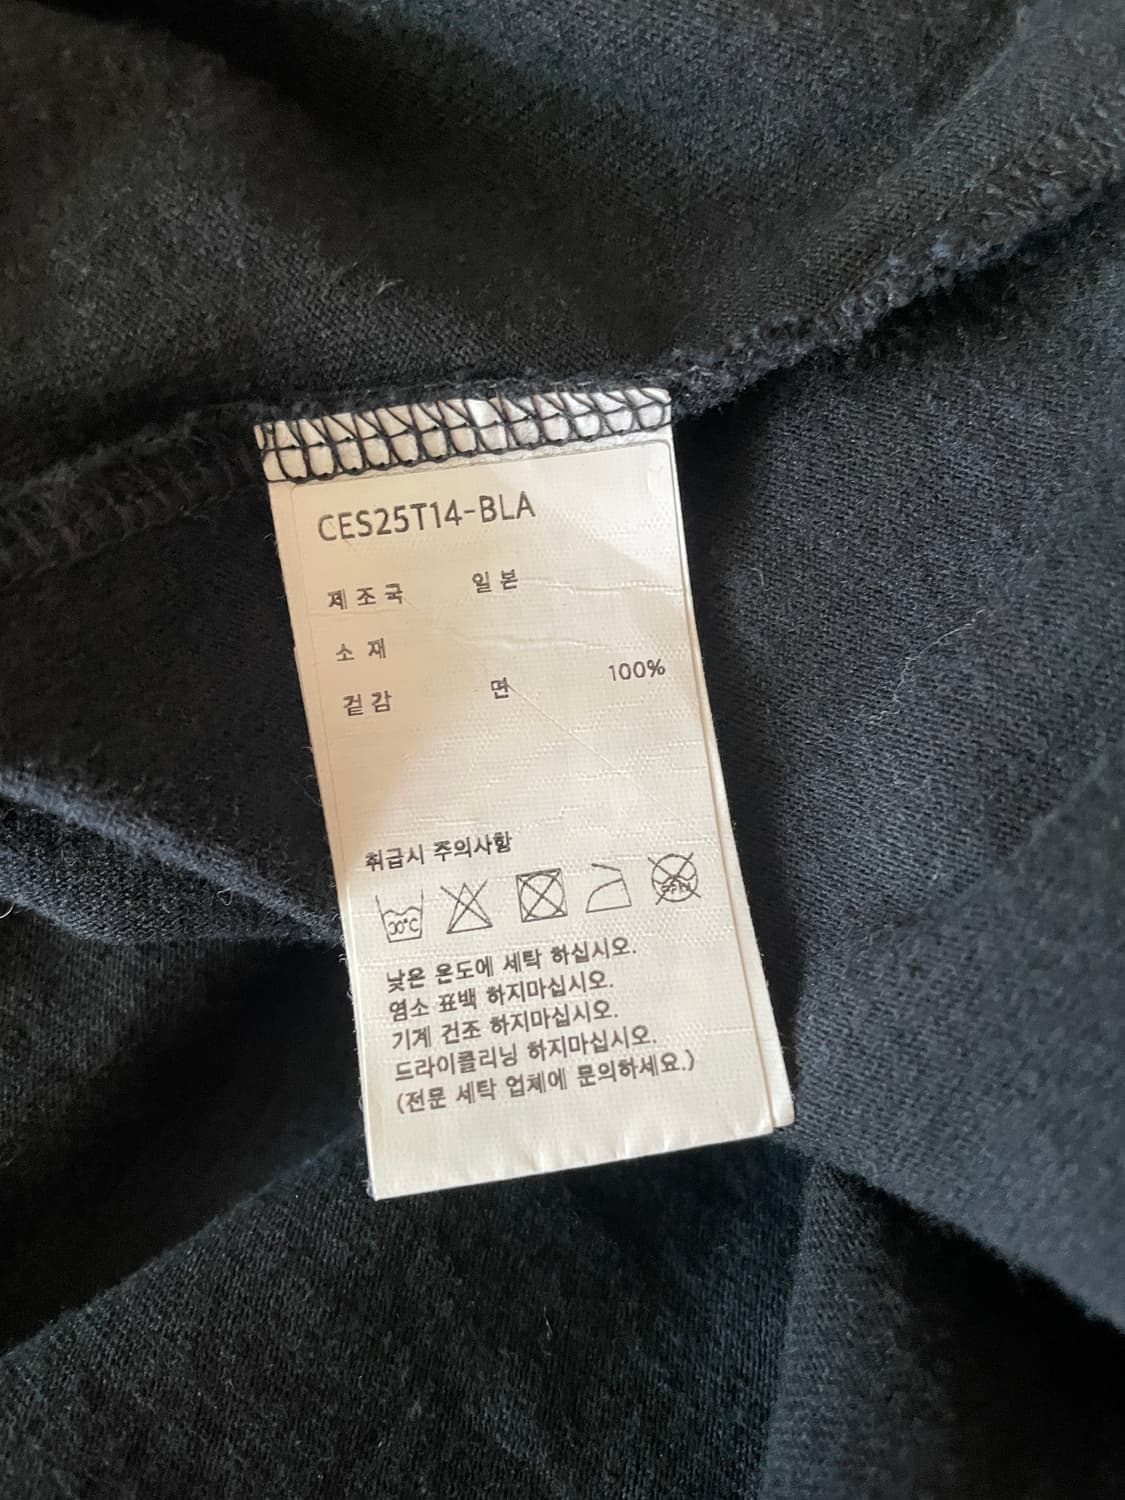 CES25T14-BLA
제조국 일본
소재
겉감 면 100%
취급시 주의사항
30°C
낮은 온도에 세탁 하십시오.
염소 표백 하지마십시오.
기계 건조 하지마십시오.
드라이클리닝 하지마십시오.
(전문 세탁 업체에 문의하세요.)